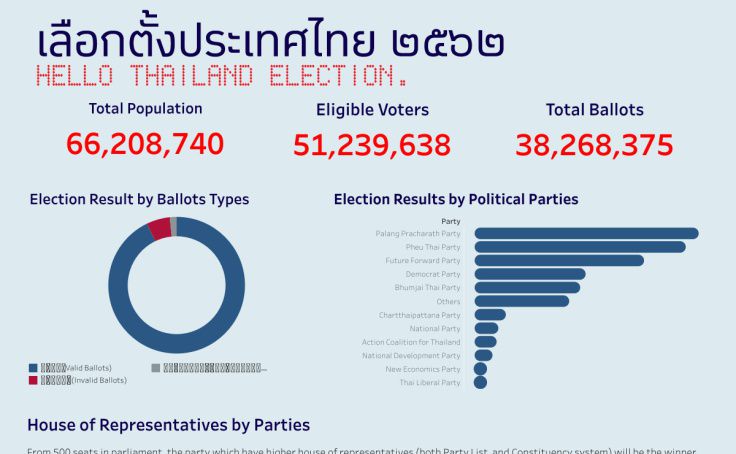 เลือกตั้งประเทศไทย ๒๕๖๒
HELLO THAILAND ELECTION.
Total Population
Eligible Voters
Total Ballots
66,208,740
51,239,638
38,268,375
Election Result by Ballots Types
Election Results by Political Parties
Party
Palang Pracharath Party
Pheu Thai Party
Future Forward Party
Democrat Party
Bhumjai Thai Party
Others
Chartthaipattana Party
National Party
Action Coalition for Thailand
National Development Party
New Economics Party
Thai Liberal Party
Valid Ballots)
(Invalid Ballots)
House of Representatives by Parties
From 500 seats in parliament, the party which have higher house of representatives (both Party List, and Constituency system) will be the winner